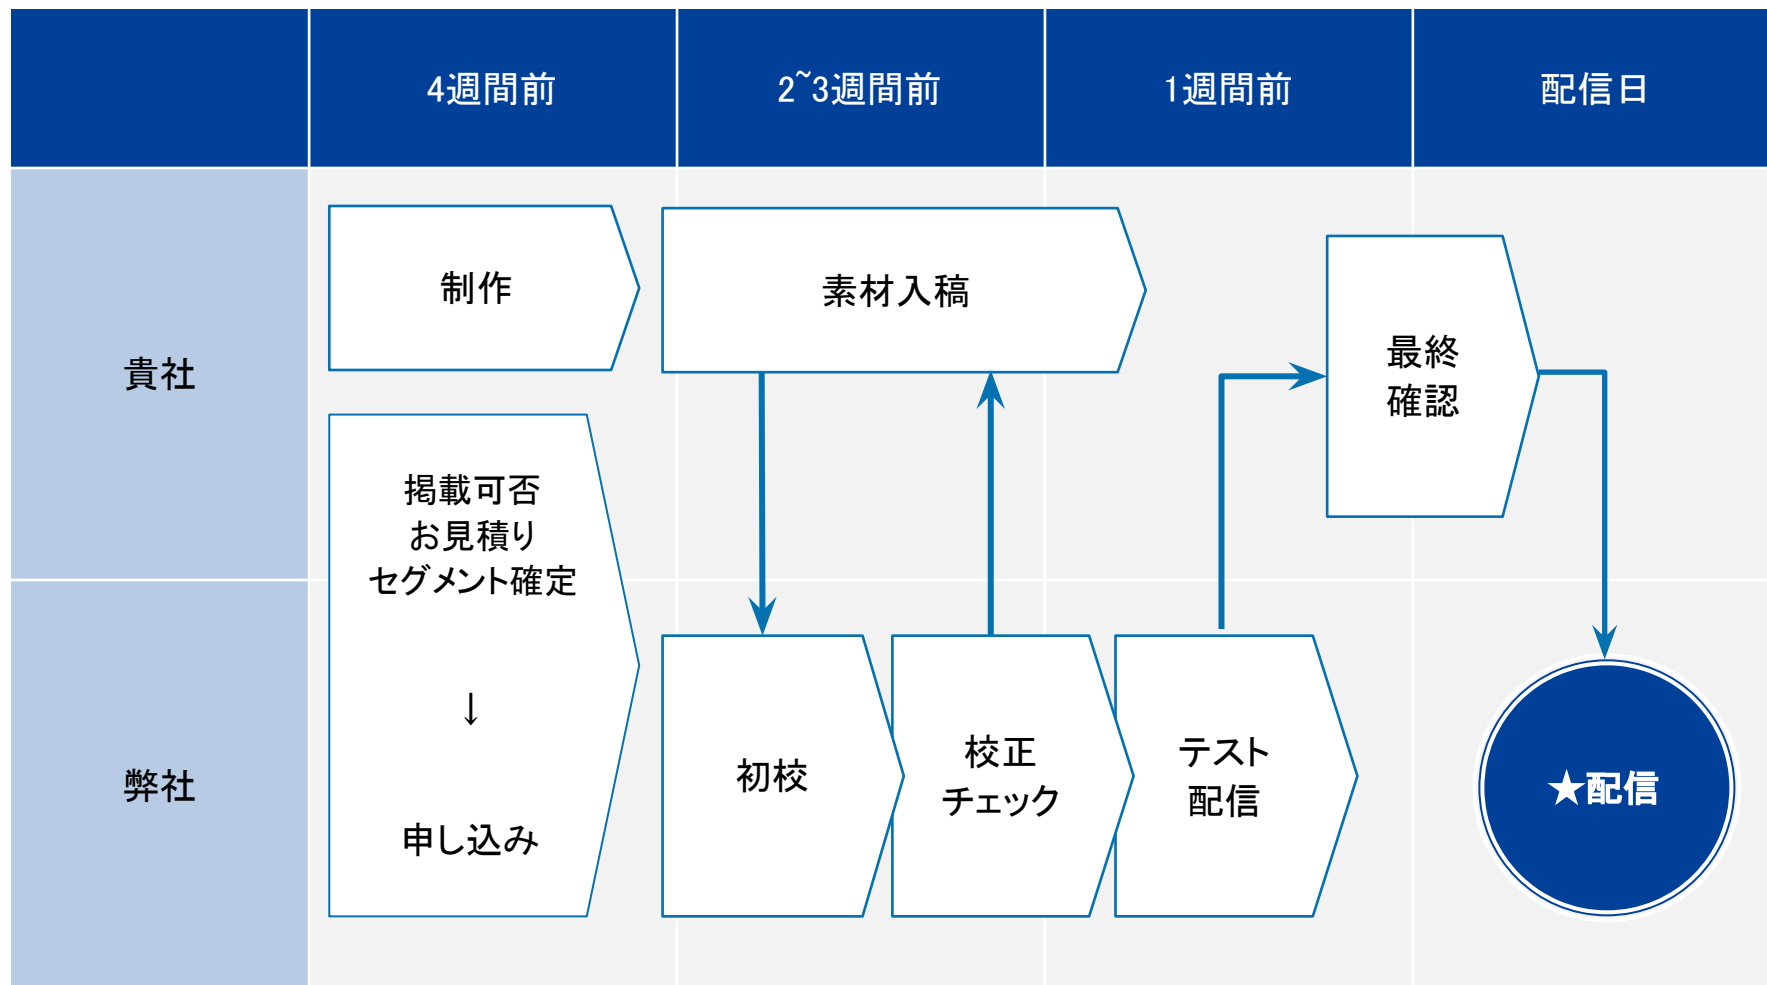 4週間前
2~3週間前
1週間前
配信日
貴社
制作
素材入稿
最終
確認
掲載可否
お見積り
セグメント確定
↓
申し込み
弊社
初校
校正
チェック
テスト
配信
★配信